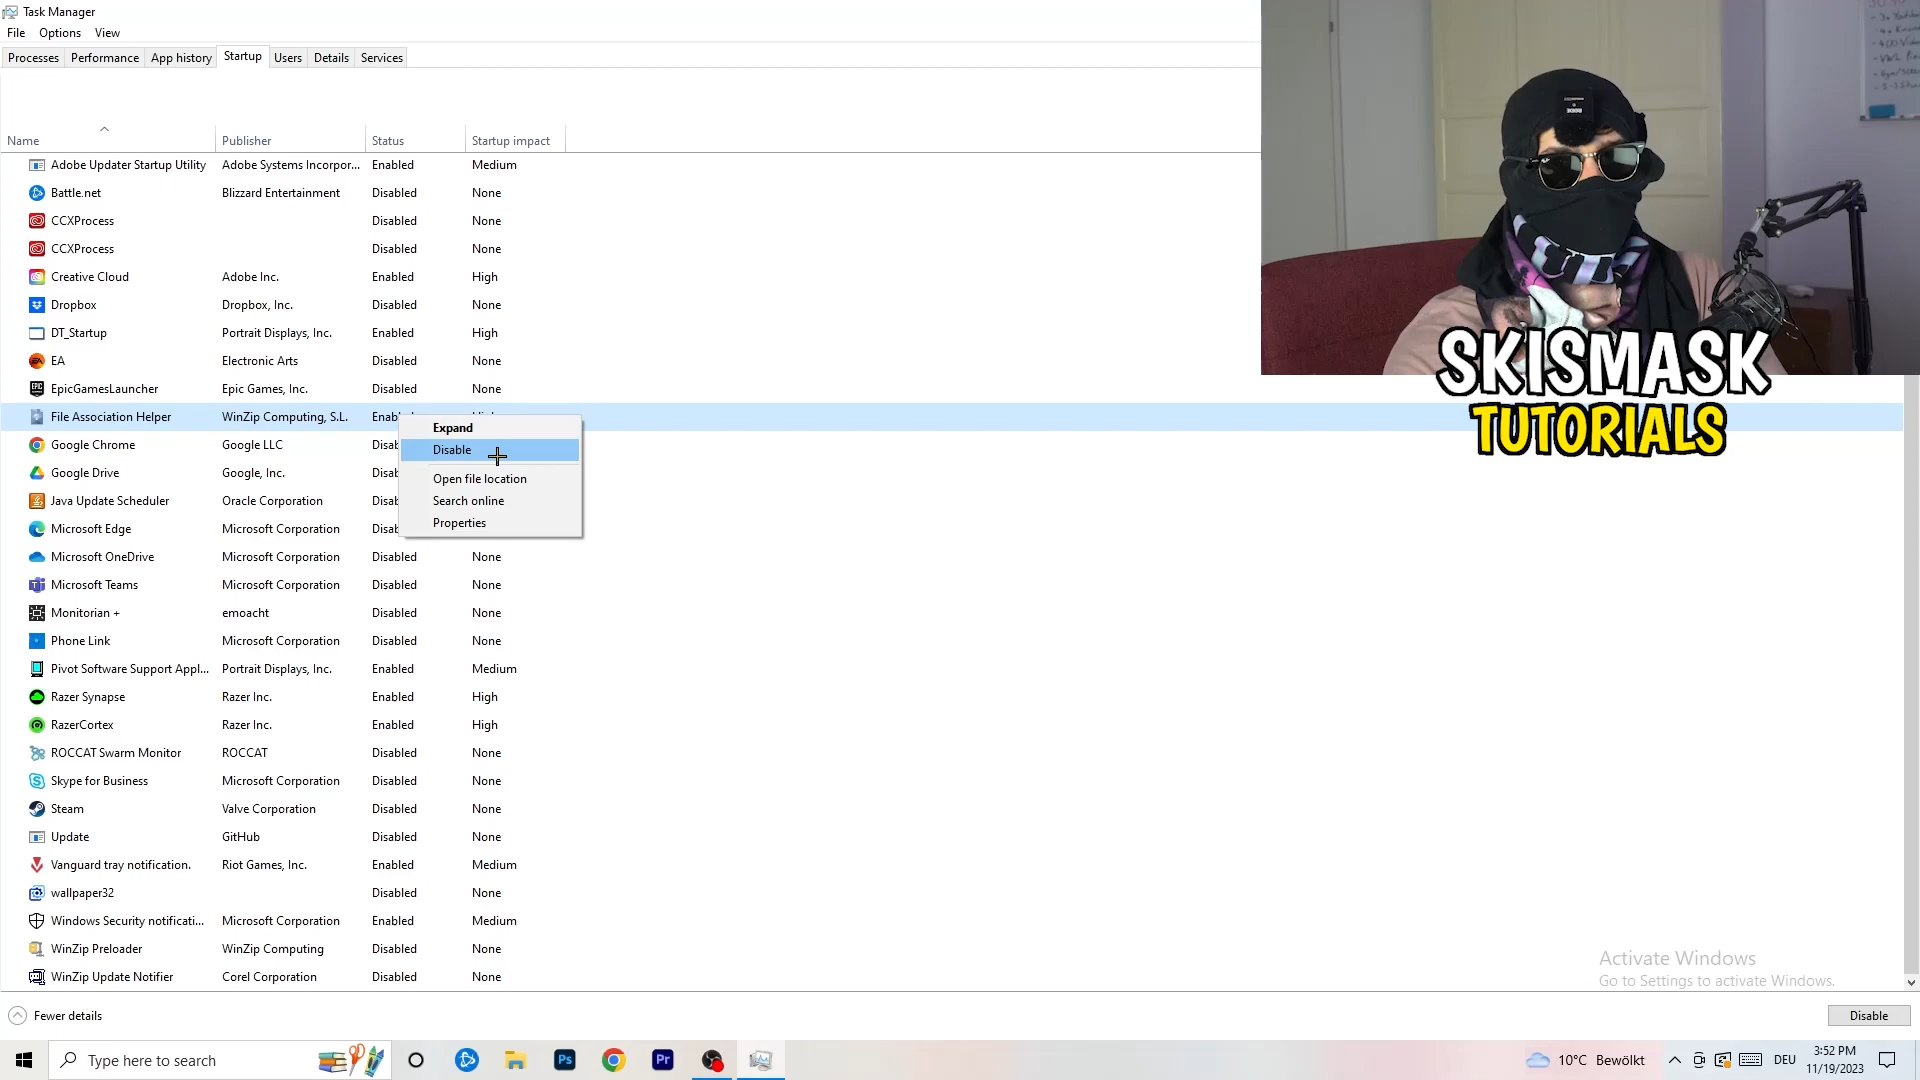 Task Manager
File Options View
Processes Performance App history Startup Users Details Services
Name Publisher Status Startup impact
Adobe Updater Startup Utility Adobe Systems Incorpor... Enabled Medium
Battle.net Blizzard Entertainment Disabled None
CCXProcess Disabled None
CCXProcess Disabled None
Creative Cloud Adobe Inc. Enabled High
Dropbox Dropbox, Inc. Disabled None
DT_Startup Portrait Displays, Inc. Enabled High
EA Electronic Arts Disabled None
EpicGamesLauncher Epic Games, Inc. Disabled None
File Association Helper WinZip Computing, S.L.
Google Chrome Google LLC
Google Drive Google, Inc.
Java Update Scheduler Oracle Corporation
Microsoft Edge Microsoft Corporation
Expand
Disable
Open file location
Search online
Properties
Microsoft OneDrive Microsoft Corporation Disabled None
Microsoft Teams Microsoft Corporation Disabled None
Monitorian + emoacht Disabled None
Phone Link Microsoft Corporation Disabled None
Pivot Software Support Appl... Portrait Displays, Inc. Enabled Medium
Razer Synapse Razer Inc. Enabled High
RazerCortex Razer Inc. Enabled High
ROCCAT Swarm Monitor ROCCAT Disabled None
Skype for Business Microsoft Corporation Disabled None
Steam Valve Corporation Disabled None
Update GitHub Disabled None
Vanguard tray notification. Riot Games, Inc. Enabled Medium
wallpaper32 Disabled None
Windows Security notificati... Microsoft Corporation Enabled Medium
WinZip Preloader WinZip Computing Disabled None
WinZip Update Notifier Corel Corporation Disabled None
SKISMASK
TUTORIALS
Activate Windows
Go to Settings to activate Windows.
Fewer details
Disable
Type here to search
Ps
Pr
10°C Bewölkt
DEU
3:52 PM
11/19/2023